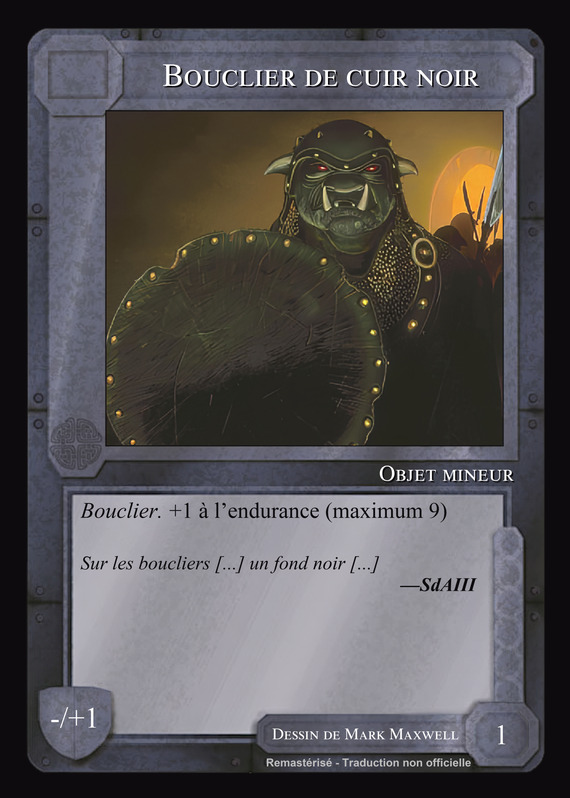 Bouclier de cuir noir
Objet mineur
Bouclier. +1 à l’endurance (maximum 9)
Sur les boucliers [...] un fond noir [...]
—SdAIII
-/+1
Dessin de Mark Maxwell
1
Remastérisé - Traduction non officielle